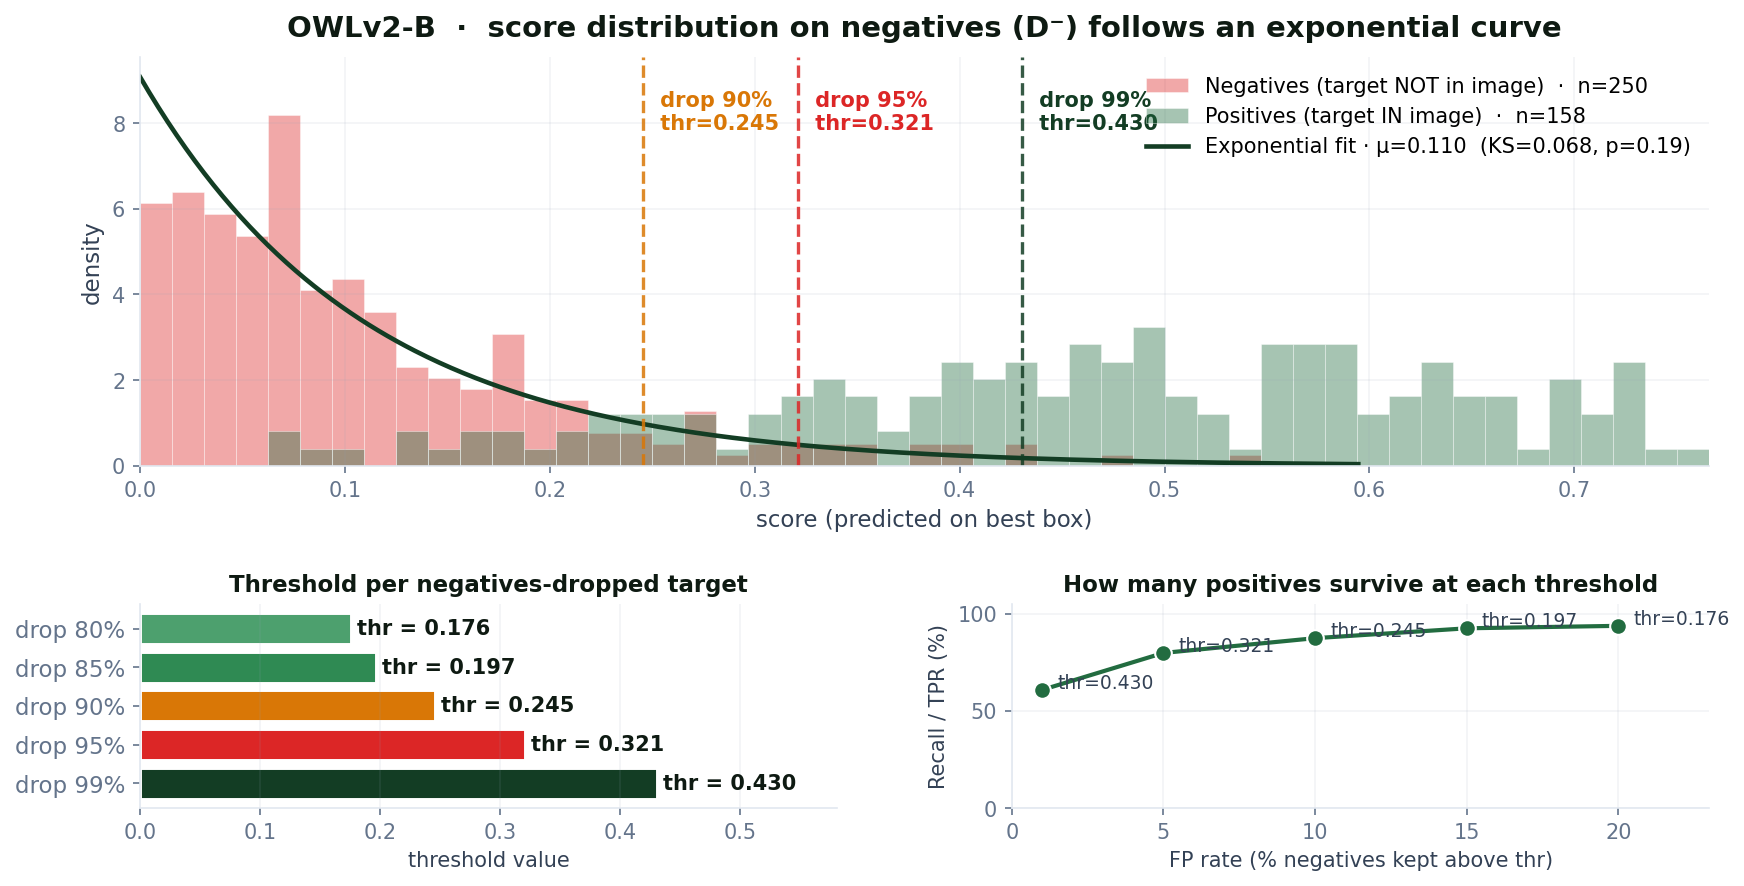 OWLv2-B · score distribution on negatives (D⁻) follows an exponential curve
drop 90%
thr=0.245
drop 95%
thr=0.321
drop 99%
thr=0.430
Negatives (target NOT in image) · n=250
Positives (target IN image) · n=158
Exponential fit · μ=0.110 (KS=0.068, p=0.19)
density
8
6
4
2
0
0.0 0.1 0.2 0.3 0.4 0.5 0.6 0.7
score (predicted on best box)
Threshold per negatives-dropped target
drop 80% thr = 0.176
drop 85% thr = 0.197
drop 90% thr = 0.245
drop 95% thr = 0.321
drop 99% thr = 0.430
0.0 0.1 0.2 0.3 0.4 0.5
threshold value
How many positives survive at each threshold
Recall / TPR (%)
100
50
0
thr=0.430
thr=0.321
thr=0.245
thr=0.197
thr=0.176
0 5 10 15 20
FP rate (% negatives kept above thr)